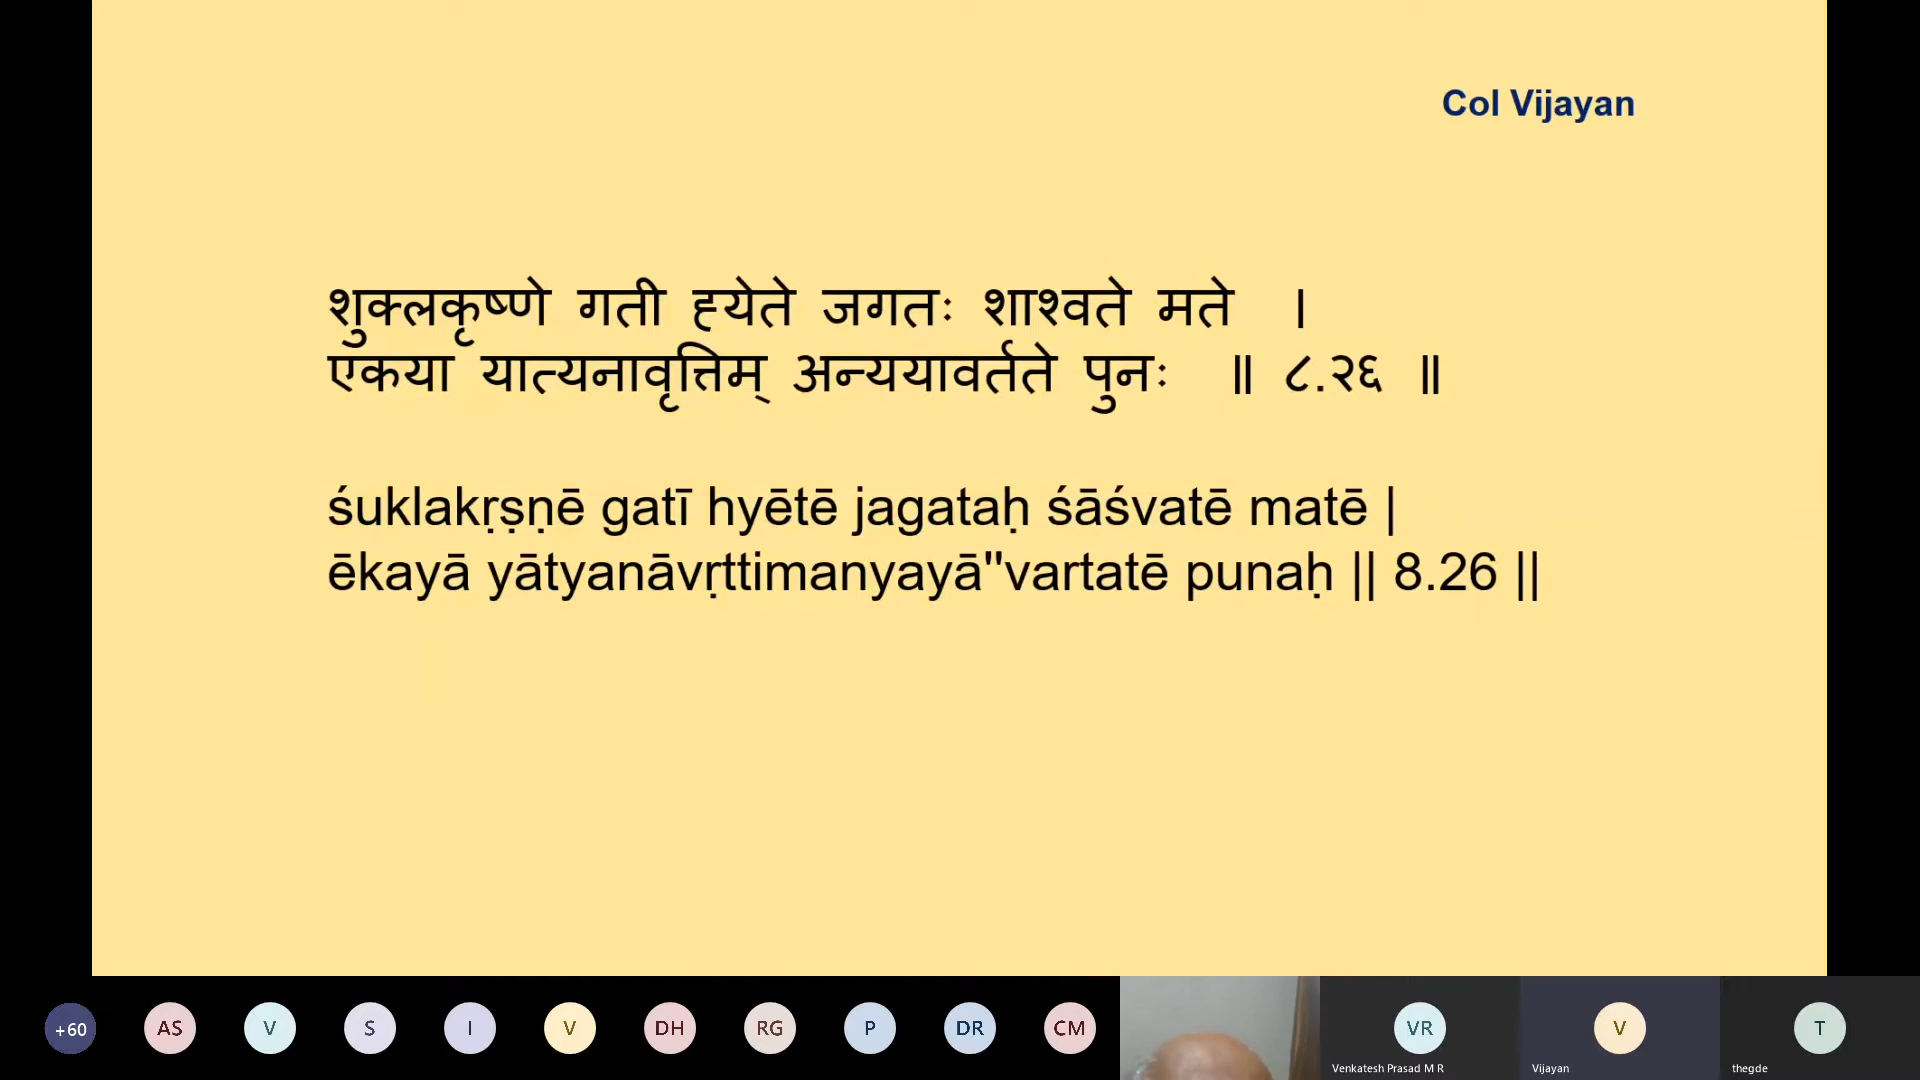 Col Vijayan
शुक्लकृष्णे गती ह्येते जगतः शाश्वते मते ।
एकया यात्यनावृत्तिम् अन्ययावर्तते पुनः ॥ ८.२६ ॥
śuklakṛṣṇē gatī hyētē jagataḥ śāśvatē matē |
ēkayā yātyanāvṛttimanyayā"vartatē punaḥ || 8.26 ||
+60 AS V S I V DH RG P DR CM VR V T
Venkatesh Prasad M R Vijayan thegde